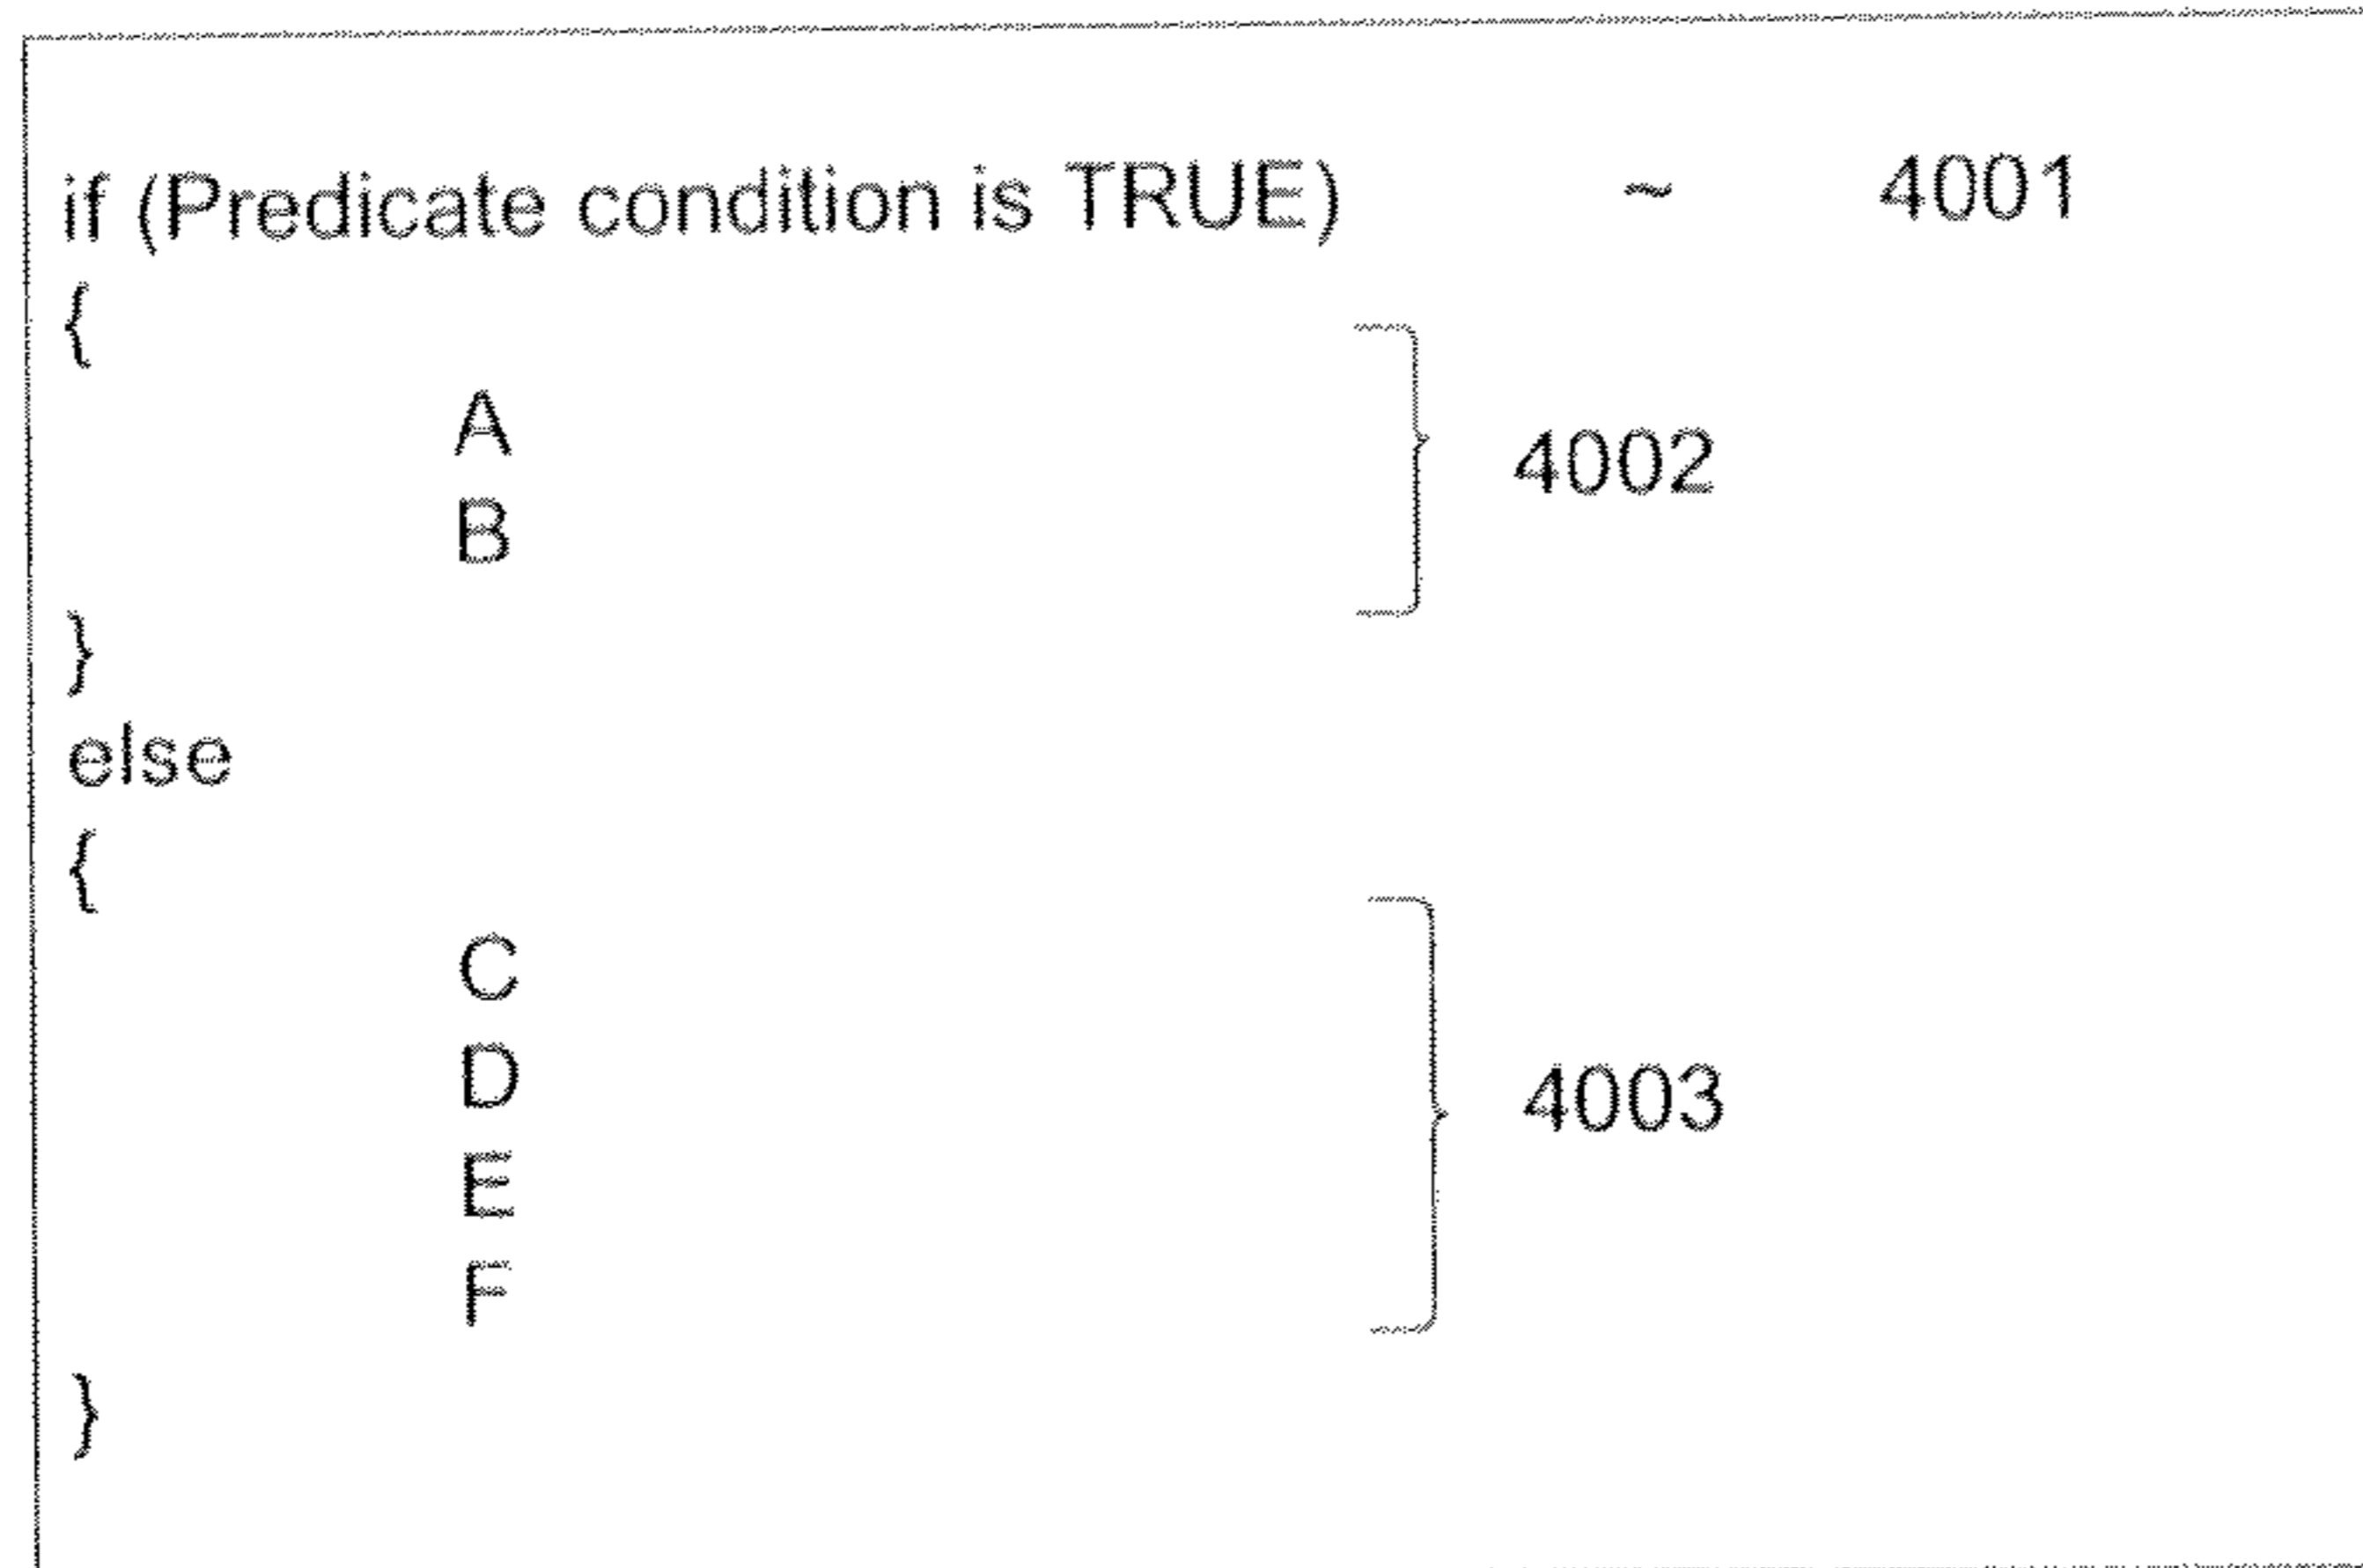 if (Predicate condition is TRUE) ~ 4001
{
A
B
4002
}
else
{
C
D
E
F
4003
}